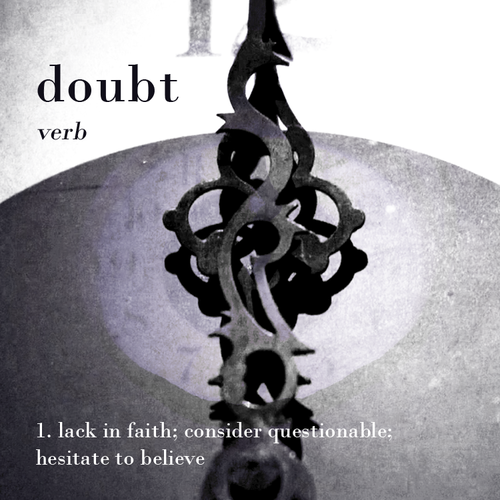 doubt
verb
1. lack in faith; consider questionable;
hesitate to believe